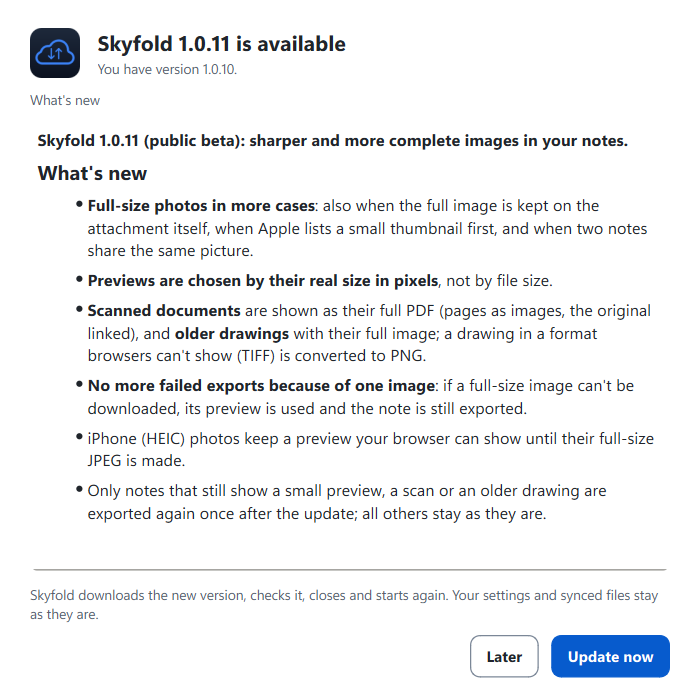 Skyfold 1.0.11 is available
You have version 1.0.10.
What's new
Skyfold 1.0.11 (public beta): sharper and more complete images in your notes.
What's new
• Full-size photos in more cases: also when the full image is kept on the
attachment itself, when Apple lists a small thumbnail first, and when two notes
share the same picture.
• Previews are chosen by their real size in pixels, not by file size.
• Scanned documents are shown as their full PDF (pages as images, the original
linked), and older drawings with their full image; a drawing in a format
browsers can't show (TIFF) is converted to PNG.
• No more failed exports because of one image: if a full-size image can't be
downloaded, its preview is used and the note is still exported.
• iPhone (HEIC) photos keep a preview your browser can show until their full-size
JPEG is made.
• Only notes that still show a small preview, a scan or an older drawing are
exported again once after the update; all others stay as they are.
Skyfold downloads the new version, checks it, closes and starts again. Your settings and synced files stay
as they are.
Later
Update now